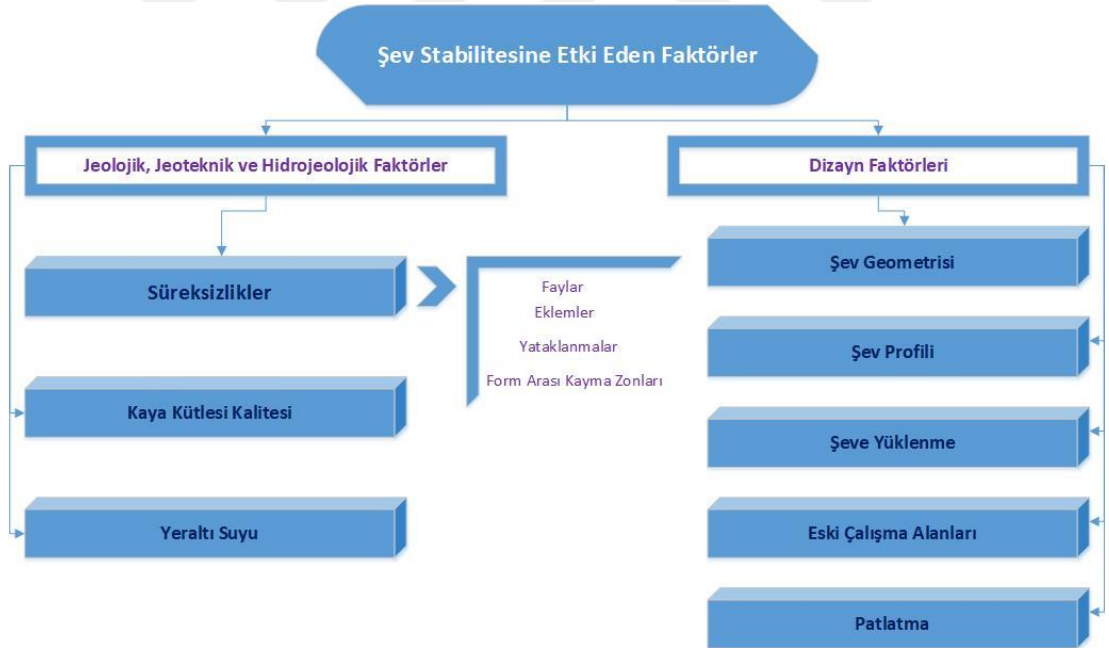 Şev Stabilitesine Etki Eden Faktörler
Jeolojik, Jeoteknik ve Hidrojeolojik Faktörler
Süreksizlikler
Faylar
Eklemler
Yataklanmalar
Form Arası Kayma Zonları
Kaya Kütlesi Kalitesi
Yeraltı Suyu
Dizayn Faktörleri
Şev Geometrisi
Şev Profili
Şeve Yüklenme
Eski Çalışma Alanları
Patlatma